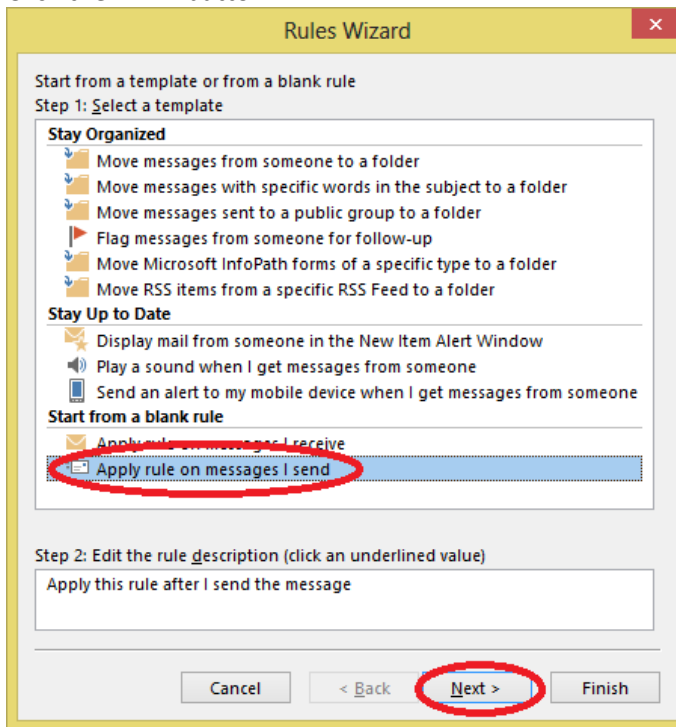 Rules Wizard
Start from a template or from a blank rule
Step 1: Select a template
Stay Organized
Move messages from someone to a folder
Move messages with specific words in the subject to a folder
Move messages sent to a public group to a folder
Flag messages from someone for follow-up
Move Microsoft InfoPath forms of a specific type to a folder
Move RSS items from a specific RSS Feed to a folder
Stay Up to Date
Display mail from someone in the New Item Alert Window
Play a sound when I get messages from someone
Send an alert to my mobile device when I get messages from someone
Start from a blank rule
Apply rule on messages I receive
Apply rule on messages I send
Step 2: Edit the rule description (click an underlined value)
Apply this rule after I send the message
Cancel < Back Next > Finish